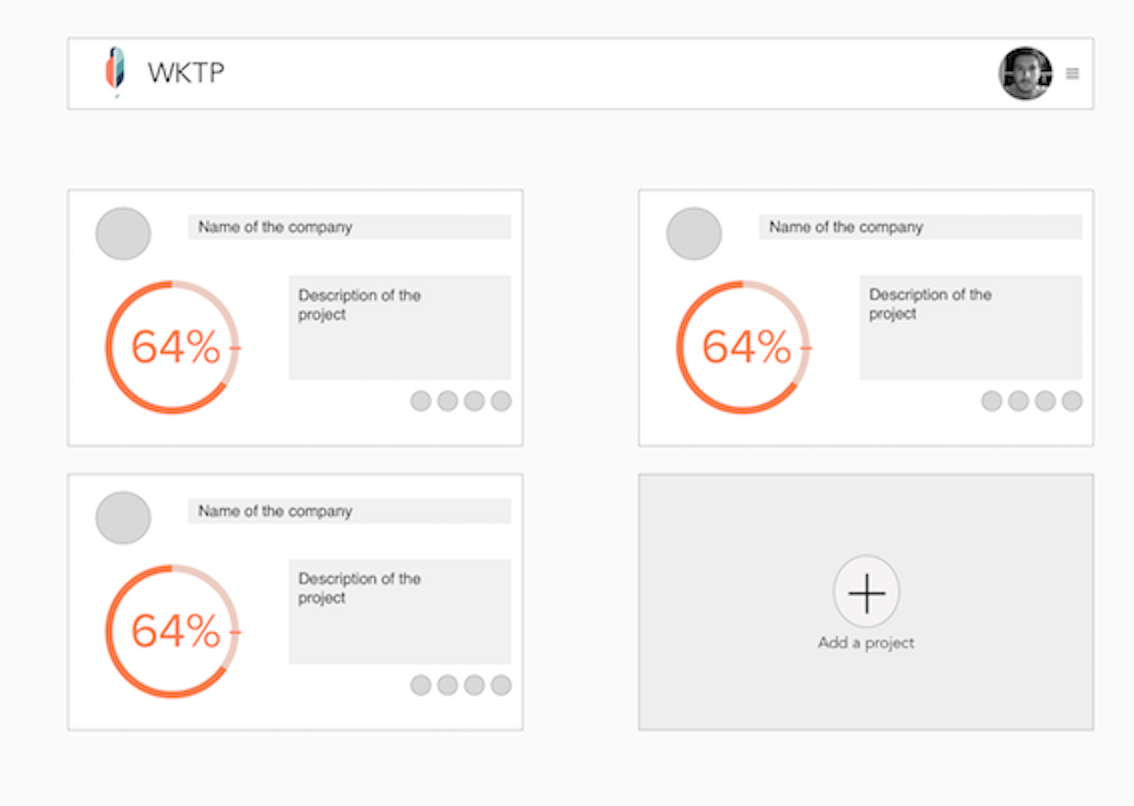 WKTP
Name of the company
64%
Description of the
project
Name of the company
64%
Description of the
project
Name of the company
64%
Description of the
project
Add a project